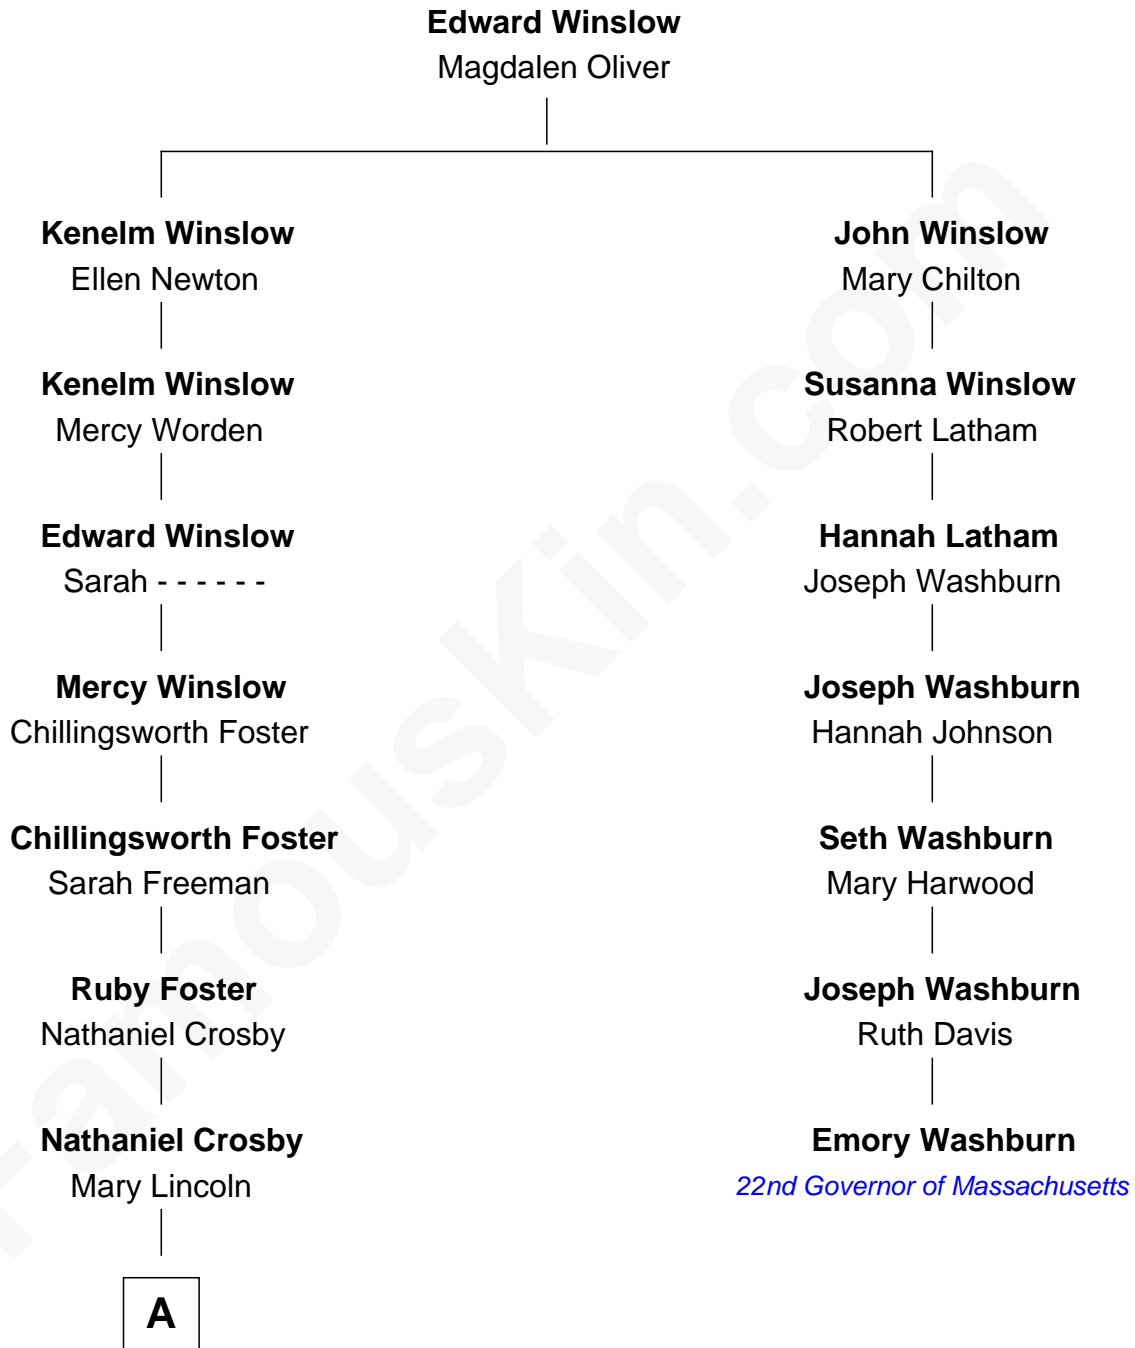 Edward Winslow
Magdalen Oliver
Kenelm Winslow
Ellen Newton
Kenelm Winslow
Mercy Worden
Edward Winslow
Sarah - - - - - -
Mercy Winslow
Chillingsworth Foster
Chillingsworth Foster
Sarah Freeman
Ruby Foster
Nathaniel Crosby
Nathaniel Crosby
Mary Lincoln
A
John Winslow
Mary Chilton
Susanna Winslow
Robert Latham
Hannah Latham
Joseph Washburn
Joseph Washburn
Hannah Johnson
Seth Washburn
Mary Harwood
Joseph Washburn
Ruth Davis
Emory Washburn
22nd Governor of Massachusetts
FamousKin.com